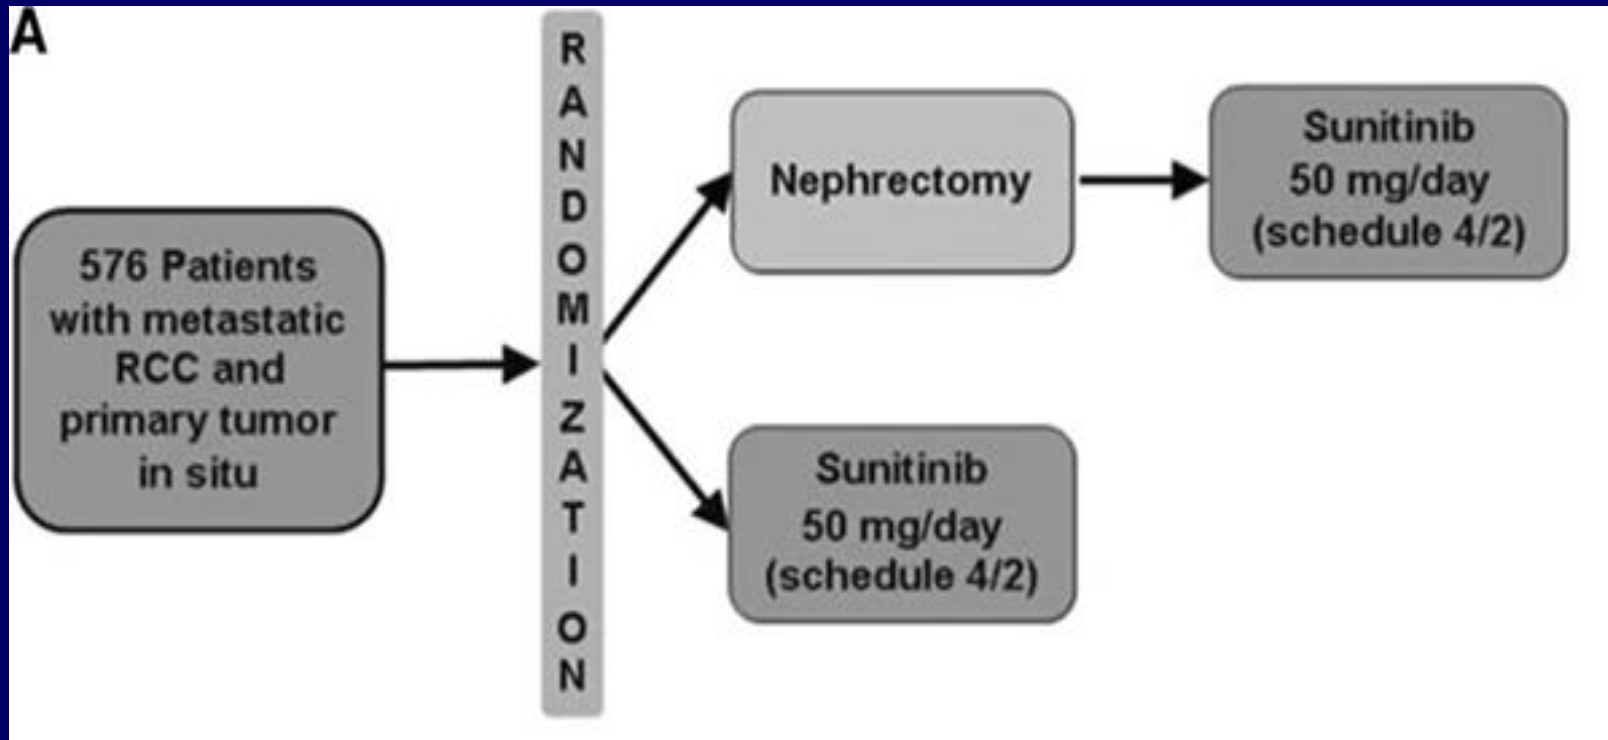 A
576 Patients
with metastatic
RCC and
primary tumor
in situ
RANDOMIZATION
Nephrectomy
Sunitinib
50 mg/day
(schedule 4/2)
Sunitinib
50 mg/day
(schedule 4/2)